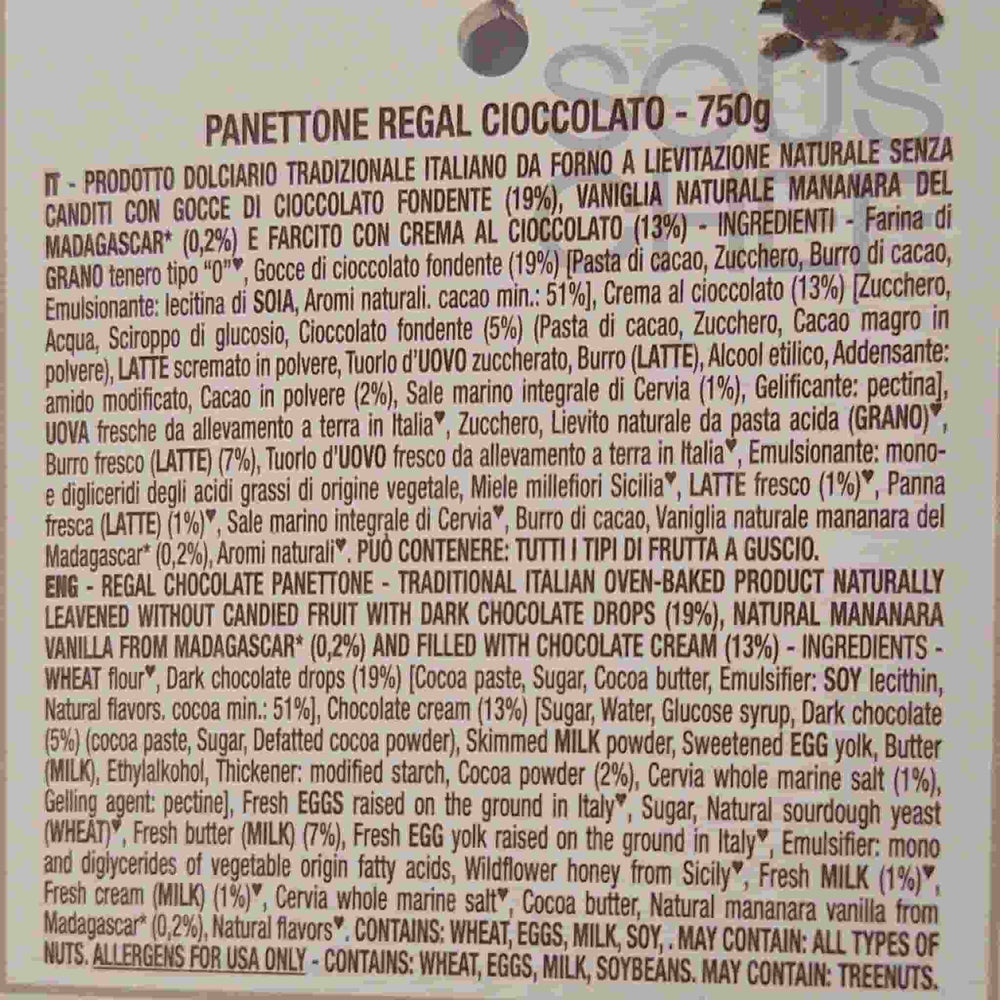 SOUS
CHEF
PANETTONE REGAL CIOCCOLATO - 750g
IT - PRODOTTO DOLCIARIO TRADIZIONALE ITALIANO DA FORNO A LIEVITAZIONE NATURALE SENZA
CANDITI CON GOCCE DI CIOCCOLATO FONDENTE (19%), VANIGLIA NATURALE MANANARA DEL
MADAGASCAR* (0,2%) E FARCITO CON CREMA AL CIOCCOLATO (13%) - INGREDIENTI - Farina di
GRANO tenero tipo "0"♥, Gocce di cioccolato fondente (19%) [Pasta di cacao, Zucchero, Burro di cacao,
Emulsionante: lecitina di SOIA, Aromi naturali. cacao min.: 51%], Crema al cioccolato (13%) [Zucchero,
Acqua, Sciroppo di glucosio, Cioccolato fondente (5%) (Pasta di cacao, Zucchero, Cacao magro in
polvere), LATTE scremato in polvere, Tuorlo d'UOVO zuccherato, Burro (LATTE), Alcool etilico, Addensante:
amido modificato, Cacao in polvere (2%), Sale marino integrale di Cervia (1%), Gelificante: pectina],
UOVA fresche da allevamento a terra in Italia♥, Zucchero, Lievito naturale da pasta acida (GRANO)♥,
Burro fresco (LATTE) (7%), Tuorlo d'UOVO fresco da allevamento a terra in Italia♥, Emulsionante: mono-
e digliceridi degli acidi grassi di origine vegetale, Miele millefiori Sicilia♥, LATTE fresco (1%)♥, Panna
fresca (LATTE) (1%)♥, Sale marino integrale di Cervia♥, Burro di cacao, Vaniglia naturale mananara del
Madagascar* (0,2%), Aromi naturali♥. PUÒ CONTENERE: TUTTI I TIPI DI FRUTTA A GUSCIO.
ENG - REGAL CHOCOLATE PANETTONE - TRADITIONAL ITALIAN OVEN-BAKED PRODUCT NATURALLY
LEAVENED WITHOUT CANDIED FRUIT WITH DARK CHOCOLATE DROPS (19%), NATURAL MANANARA
VANILLA FROM MADAGASCAR* (0,2%) AND FILLED WITH CHOCOLATE CREAM (13%) - INGREDIENTS -
WHEAT flour♥, Dark chocolate drops (19%) [Cocoa paste, Sugar, Cocoa butter, Emulsifier: SOY lecithin,
Natural flavors. cocoa min.: 51%], Chocolate cream (13%) [Sugar, Water, Glucose syrup, Dark chocolate
(5%) (cocoa paste, Sugar, Defatted cocoa powder), Skimmed MILK powder, Sweetened EGG yolk, Butter
(MILK), Ethylalkohol, Thickener: modified starch, Cocoa powder (2%), Cervia whole marine salt (1%),
Gelling agent: pectine], Fresh EGGS raised on the ground in Italy♥, Sugar, Natural sourdough yeast
(WHEAT)♥, Fresh butter (MILK) (7%), Fresh EGG yolk raised on the ground in Italy♥, Emulsifier: mono
and diglycerides of vegetable origin fatty acids, Wildflower honey from Sicily♥, Fresh MILK (1%)♥,
Fresh cream (MILK) (1%)♥, Cervia whole marine salt♥, Cocoa butter, Natural mananara vanilla from
Madagascar* (0,2%), Natural flavors♥. CONTAINS: WHEAT, EGGS, MILK, SOY, . MAY CONTAIN: ALL TYPES OF
NUTS. ALLERGENS FOR USA ONLY - CONTAINS: WHEAT, EGGS, MILK, SOYBEANS. MAY CONTAIN: TREENUTS.